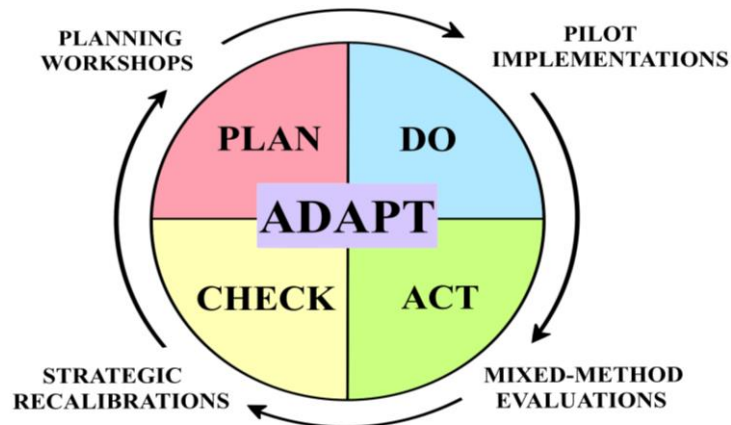 PLANNING
WORKSHOPS
PILOT
IMPLEMENTATIONS
PLAN
DO
ADAPT
CHECK
ACT
STRATEGIC
RECALIBRATIONS
MIXED-METHOD
EVALUATIONS